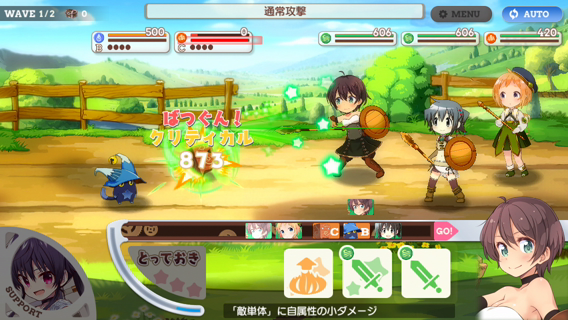 WAVE 1/2
0
通常攻撃
MENU
AUTO
500
B
0
C
606
606
420
ばつぐん!
クリティカル
873
C
B
GO!
とっておき
SUPPORT
「敵単体」に自属性の小ダメージ